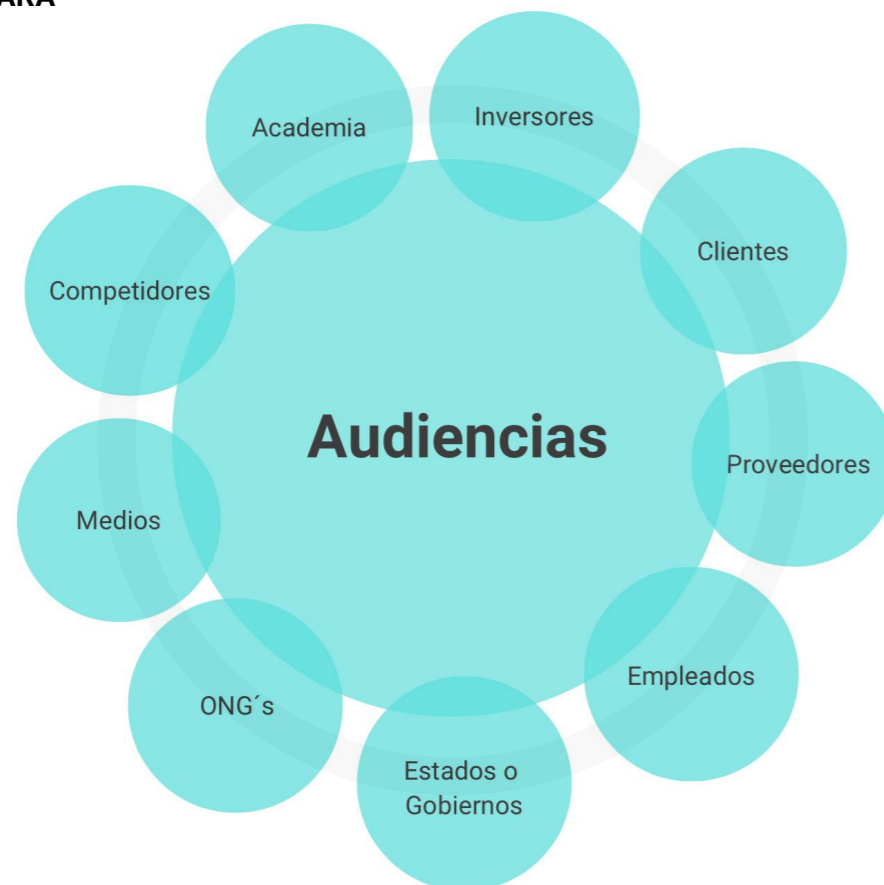 Academia
Inversores
Clientes
Competidores
Audiencias
Proveedores
Medios
Empleados
ONG´s
Estados o
Gobiernos